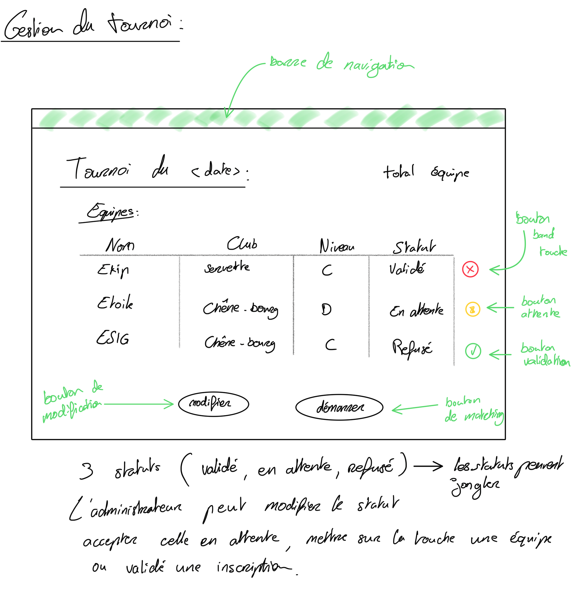 Gestion du tournoi :
barre de navigation
Tournoi du <date> :
total équipe
Equipes :
Nom Club Niveau Statut
servette C Validé
Etoile Chêne-bourg D En attente
ESIG Chêne-bourg C Refusé
bouton
touche
bouton
attente
bouton
validation
bouton de
modification
modifier
démarrer
bouton
de matching
3 statuts ( validé, en attente, refusé ) → les statuts peuvent
jongler
L'administrateur peut modifier le statut
accepter celle en attente, mettre sur la touche une équipe
ou validé une inscription.